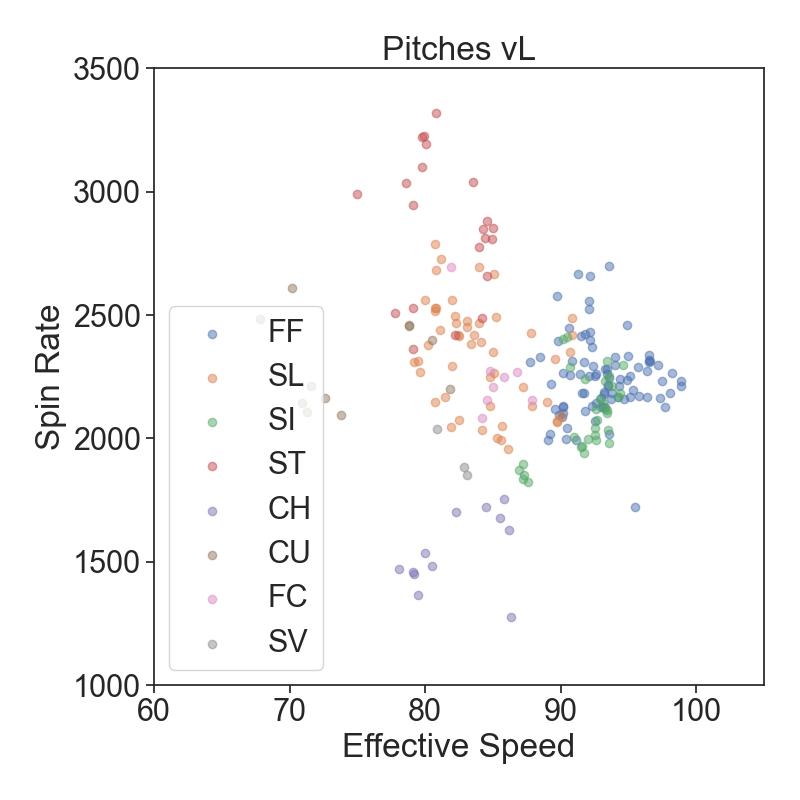 Pitches vL
3500
3000
2500
2000
1500
1000
Spin Rate
FF
SL
SI
ST
CH
CU
FC
SV
60 70 80 90 100
Effective Speed